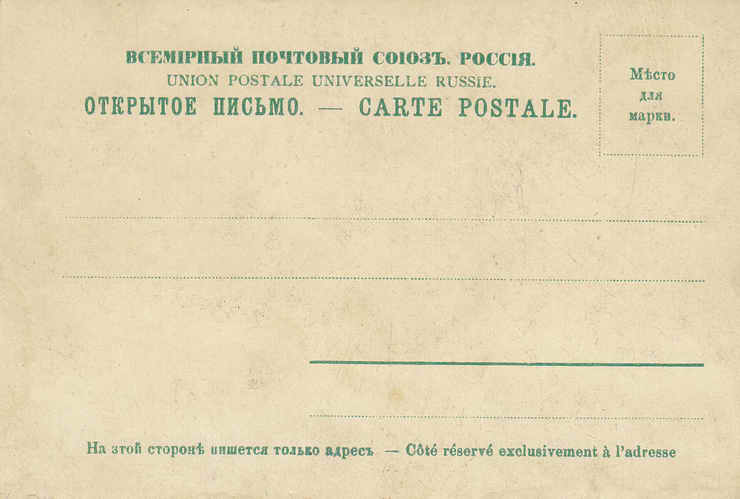 ВСЕМІРНЫЙ ПОЧТОВЫЙ СОЮЗЪ. РОССІЯ.
UNION POSTALE UNIVERSELLE RUSSIE.
ОТКРЫТОЕ ПИСЬМО. — CARTE POSTALE.
Мѣсто
для
марки.
На этой сторонѣ пишется только адресъ — Côté réservé exclusivement à l'adresse